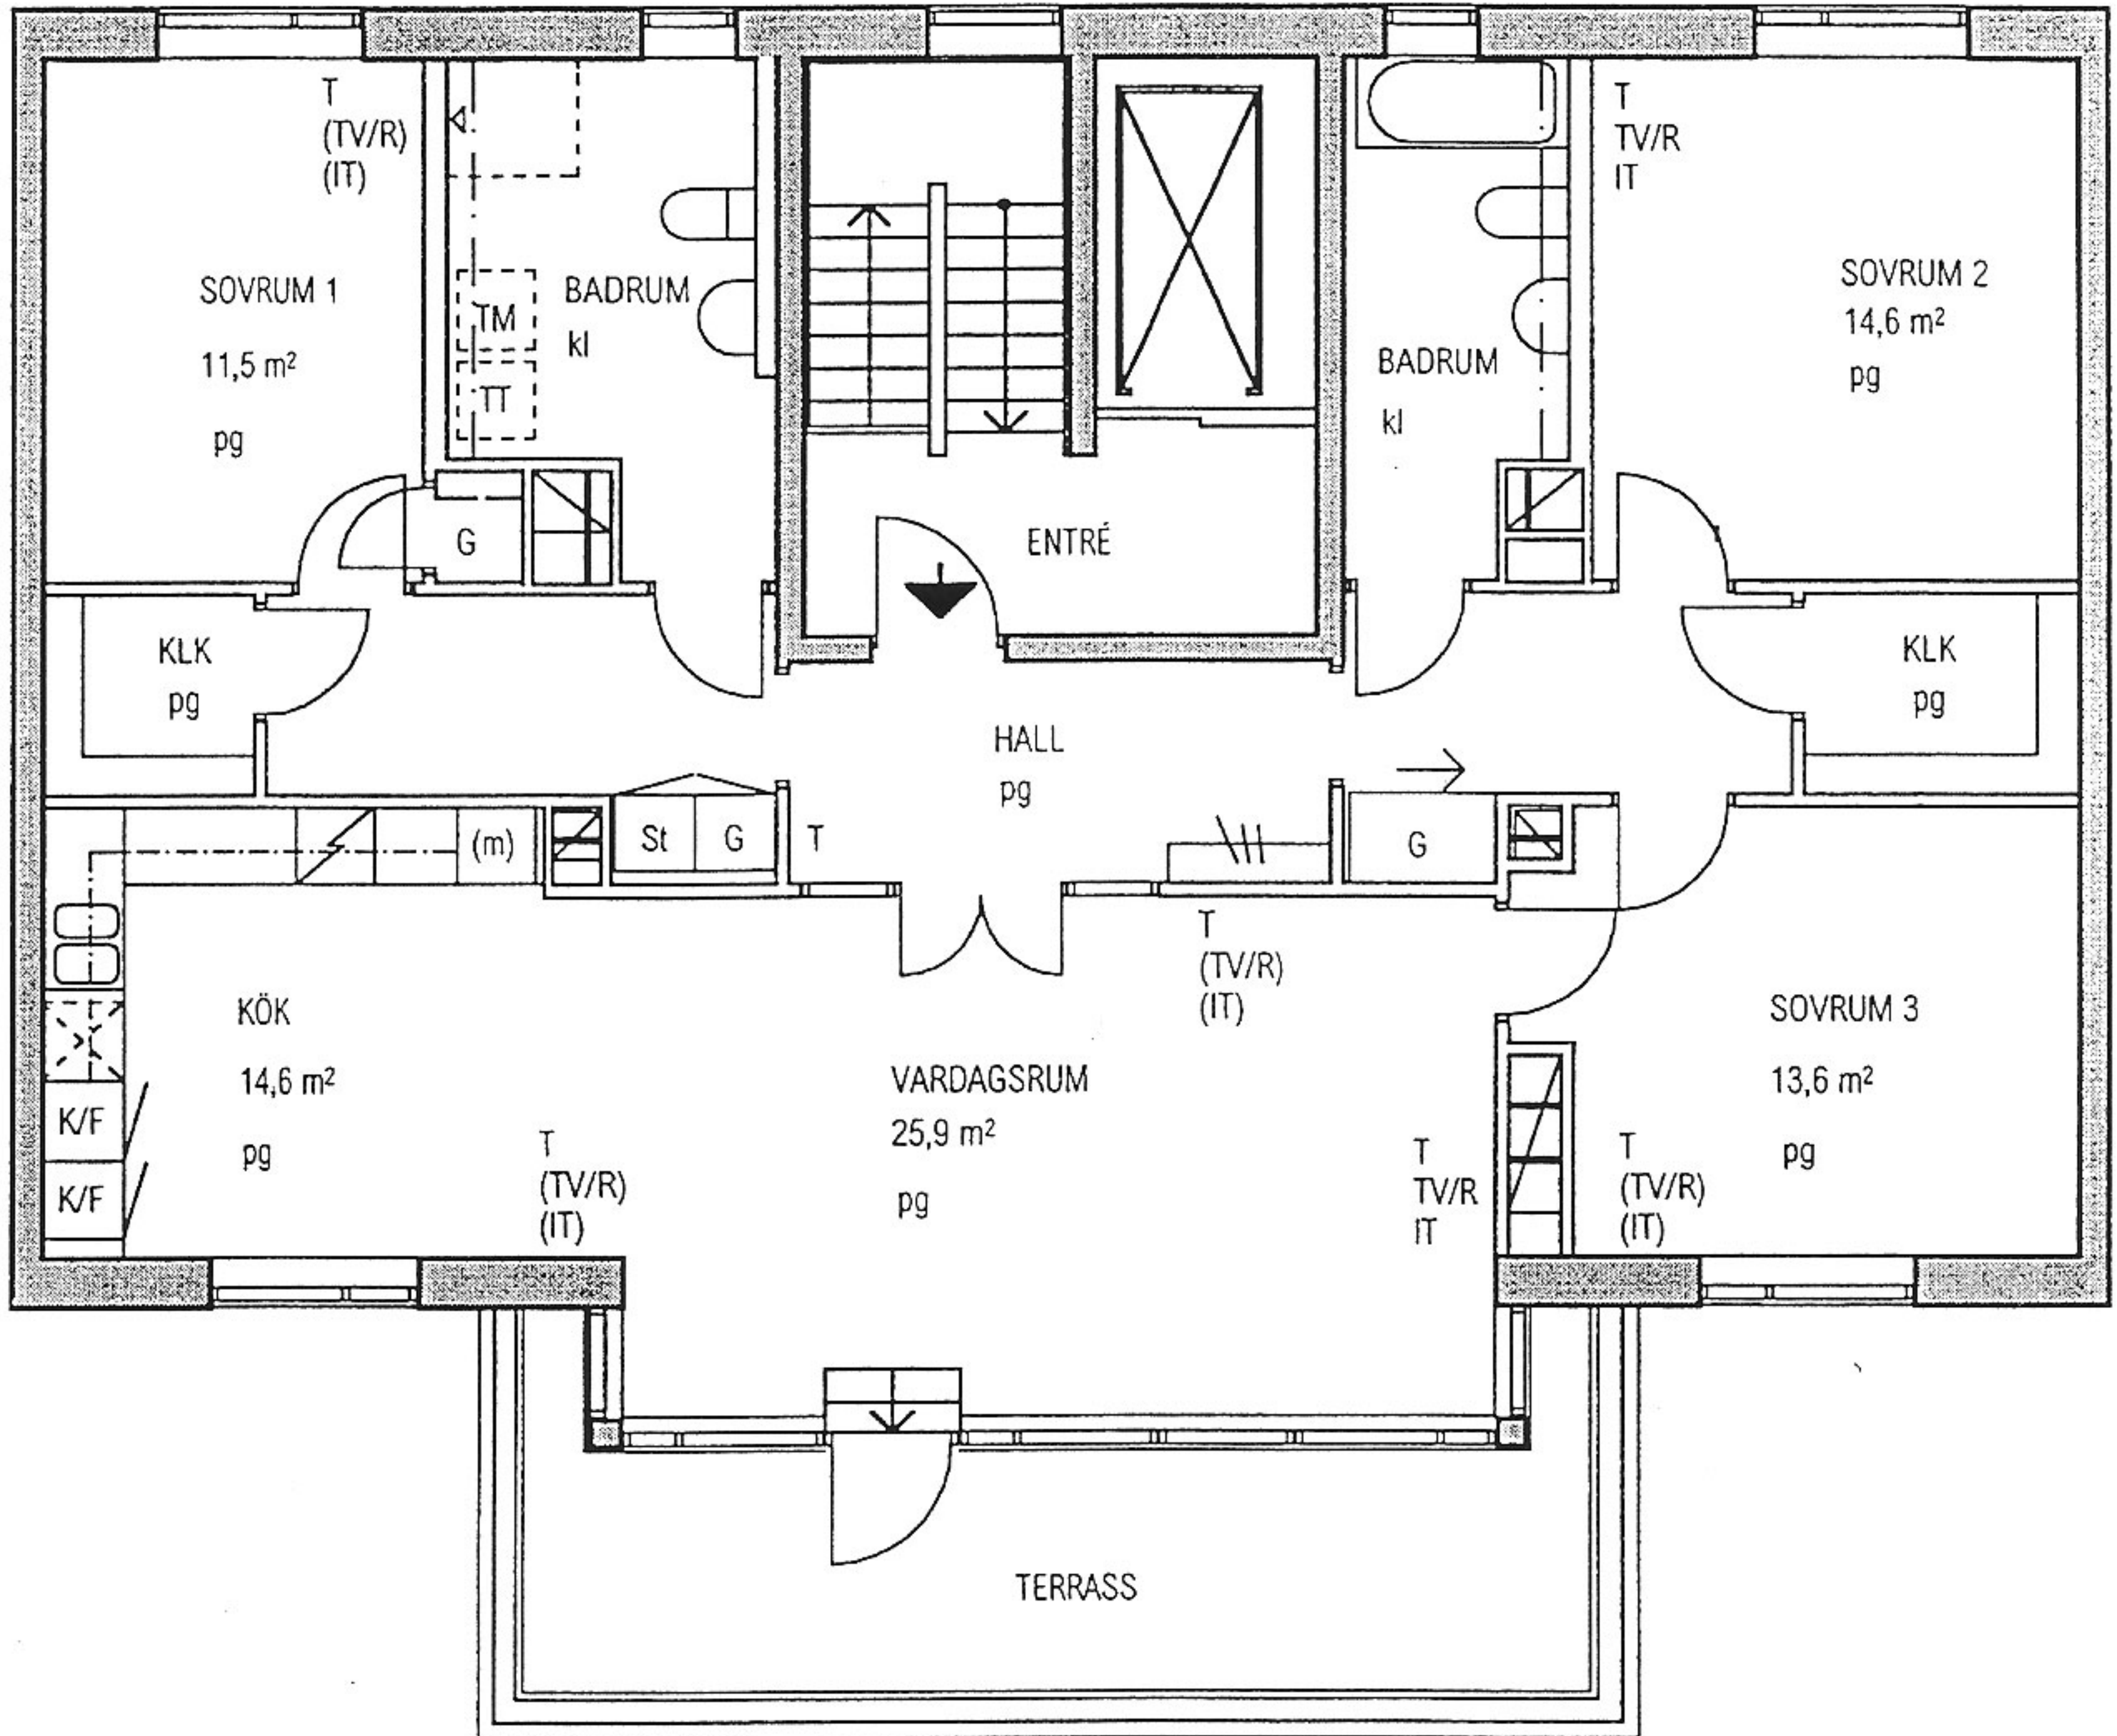 T
(TV/R)
(IT)
SOVRUM 1
11,5 m²
pg
BADRUM
kl
TM
TT
G
BADRUM
kl
T
TV/R
IT
SOVRUM 2
14,6 m²
pg
ENTRÉ
KLK
pg
HALL
pg
KLK
pg
(m)
St
G
T
G
KÖK
14,6 m²
pg
K/F
K/F
T
(TV/R)
(IT)
VARDAGSRUM
25,9 m²
pg
T
(TV/R)
(IT)
T
TV/R
IT
SOVRUM 3
13,6 m²
pg
T
(TV/R)
(IT)
TERRASS